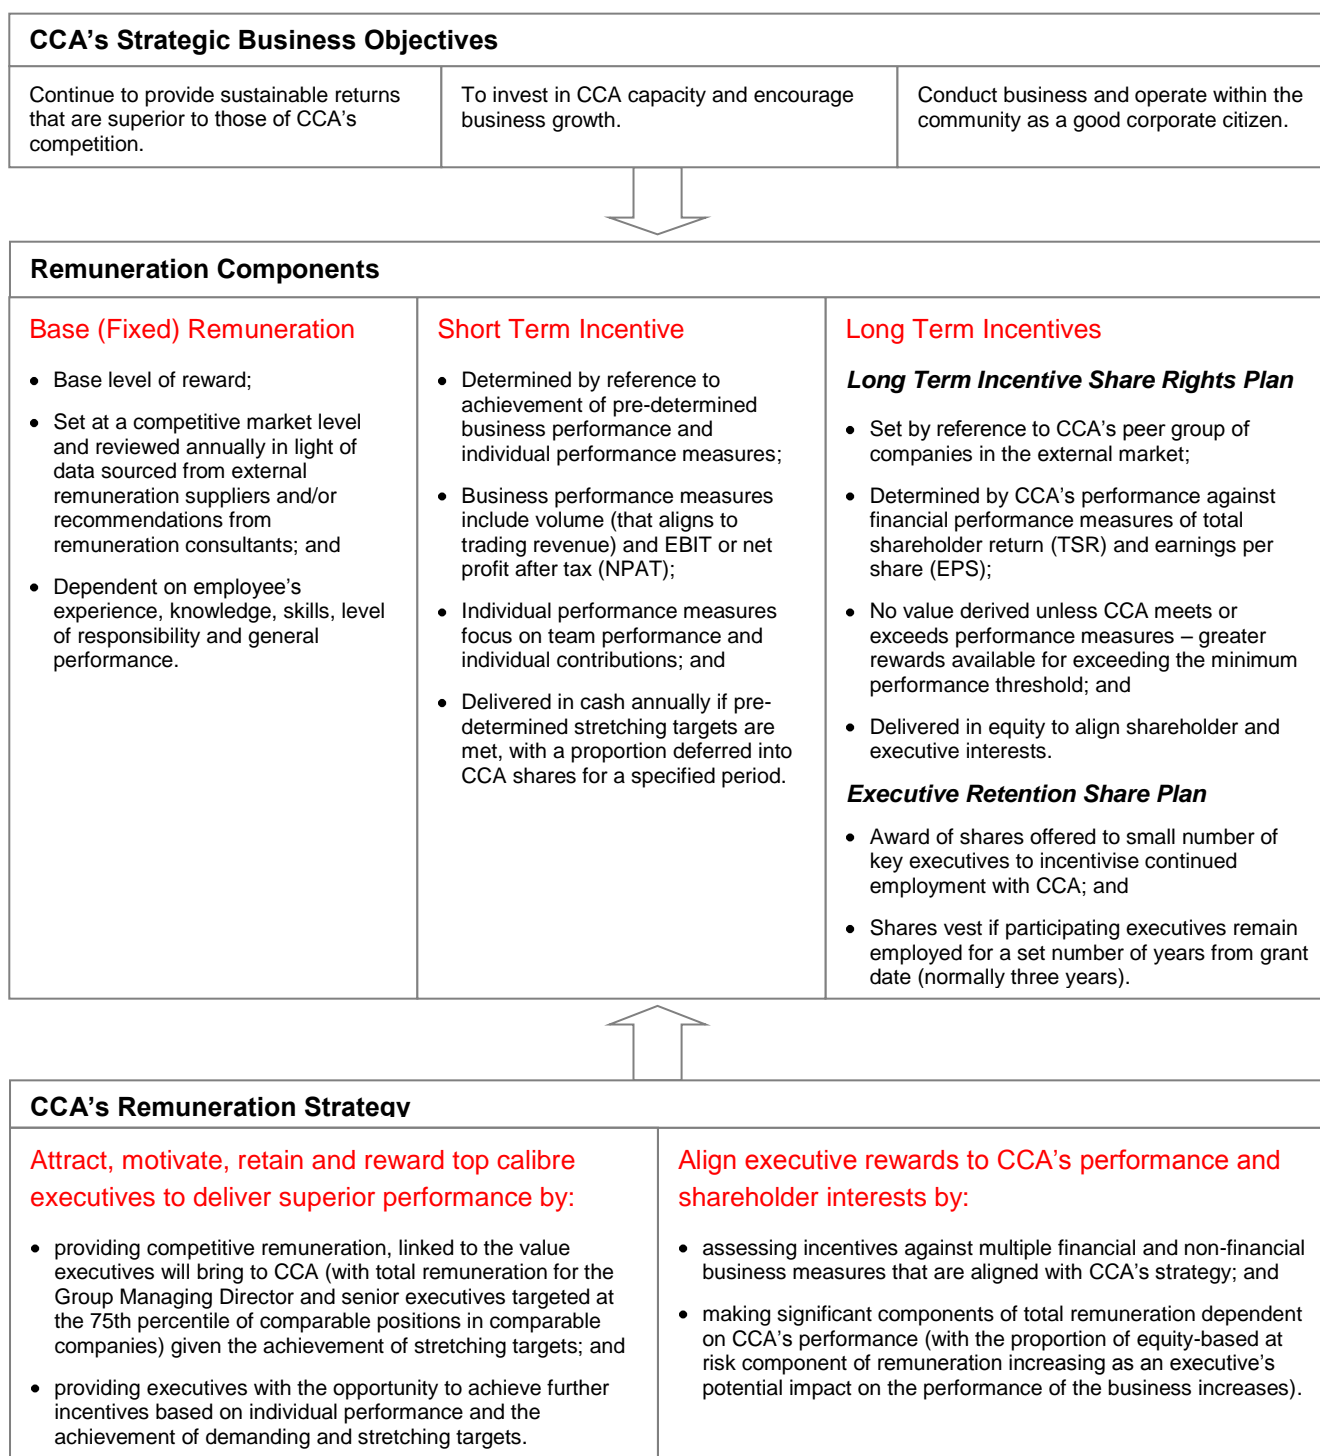 CCA's Strategic Business Objectives
Continue to provide sustainable returns
that are superior to those of CCA's
competition.
To invest in CCA capacity and encourage
business growth.
Conduct business and operate within the
community as a good corporate citizen.
Remuneration Components
Base (Fixed) Remuneration
• Base level of reward;
• Set at a competitive market level
and reviewed annually in light of
data sourced from external
remuneration suppliers and/or
recommendations from
remuneration consultants; and
• Dependent on employee's
experience, knowledge, skills, level
of responsibility and general
performance.
Short Term Incentive
• Determined by reference to
achievement of pre-determined
business performance and
individual performance measures;
• Business performance measures
include volume (that aligns to
trading revenue) and EBIT or net
profit after tax (NPAT);
• Individual performance measures
focus on team performance and
individual contributions; and
• Delivered in cash annually if pre-
determined stretching targets are
met, with a proportion deferred into
CCA shares for a specified period.
Long Term Incentives
Long Term Incentive Share Rights Plan
• Set by reference to CCA's peer group of
companies in the external market;
• Determined by CCA's performance against
financial performance measures of total
shareholder return (TSR) and earnings per
share (EPS);
• No value derived unless CCA meets or
exceeds performance measures – greater
rewards available for exceeding the minimum
performance threshold; and
• Delivered in equity to align shareholder and
executive interests.
Executive Retention Share Plan
• Award of shares offered to small number of
key executives to incentivise continued
employment with CCA; and
• Shares vest if participating executives remain
employed for a set number of years from grant
date (normally three years).
CCA's Remuneration Strategy
Attract, motivate, retain and reward top calibre
executives to deliver superior performance by:
• providing competitive remuneration, linked to the value
executives will bring to CCA (with total remuneration for the
Group Managing Director and senior executives targeted at
the 75th percentile of comparable positions in comparable
companies) given the achievement of stretching targets; and
• providing executives with the opportunity to achieve further
incentives based on individual performance and the
achievement of demanding and stretching targets.
Align executive rewards to CCA's performance and
shareholder interests by:
• assessing incentives against multiple financial and non-financial
business measures that are aligned with CCA's strategy; and
• making significant components of total remuneration dependent
on CCA's performance (with the proportion of equity-based at
risk component of remuneration increasing as an executive's
potential impact on the performance of the business increases).